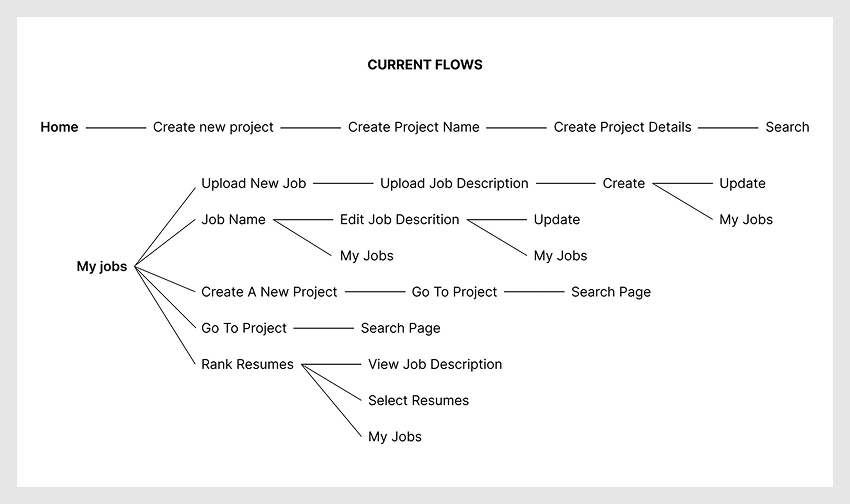 CURRENT FLOWS
Home Create new project Create Project Name Create Project Details Search
Upload New Job Upload Job Description Create Update
Job Name Edit Job Descrition Update My Jobs
My Jobs My Jobs
My jobs
Create A New Project Go To Project Search Page
Go To Project Search Page
Rank Resumes View Job Description
Select Resumes
My Jobs